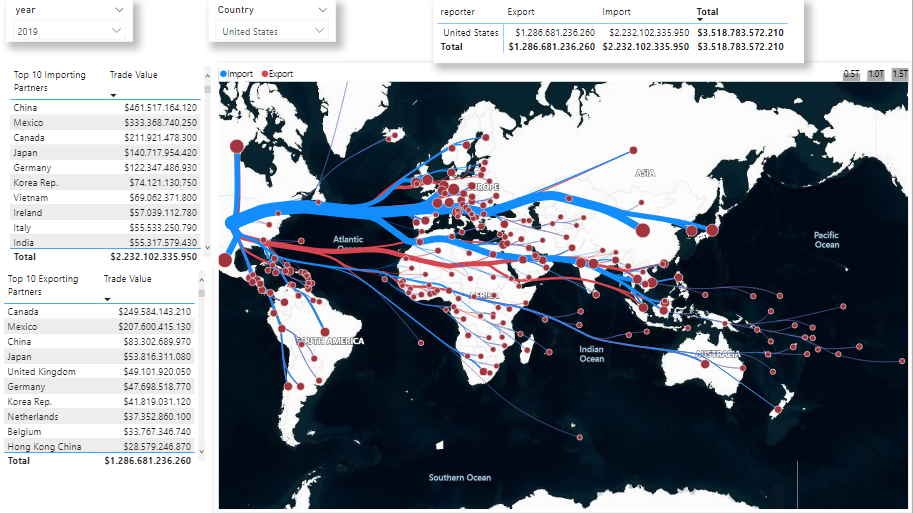 year
2019
Country
United States
reporter Export Import Total
United States $1.286.681.236.260 $2.232.102.335.950 $3.518.783.572.210
Total $1.286.681.236.260 $2.232.102.335.950 $3.518.783.572.210
Top 10 Importing Partners Trade Value
China $461.517.164.120
Mexico $333.368.740.250
Canada $211.921.478.300
Japan $140.717.954.420
Germany $122.347.486.930
Korea Rep. $74.121.130.750
Vietnam $69.062.371.800
Ireland $57.039.112.780
Italy $55.533.250.790
India $55.317.579.430
Total $2.232.102.335.950
Top 10 Exporting Partners Trade Value
Canada $249.584.143.210
Mexico $207.600.415.130
China $83.302.689.970
Japan $53.816.311.080
United Kingdom $49.101.920.050
Germany $47.698.518.770
Korea Rep. $41.819.031.120
Netherlands $37.352.860.100
Belgium $33.767.346.740
Hong Kong China $28.579.246.870
Total $1.286.681.236.260
Import Export
0.5T 1.0T 1.5T
ASIA
EUROPE
Atlantic
Ocean
Pacific
Ocean
AFRICA
SOUTH AMERICA
Indian
Ocean
AUSTRALIA
Southern Ocean